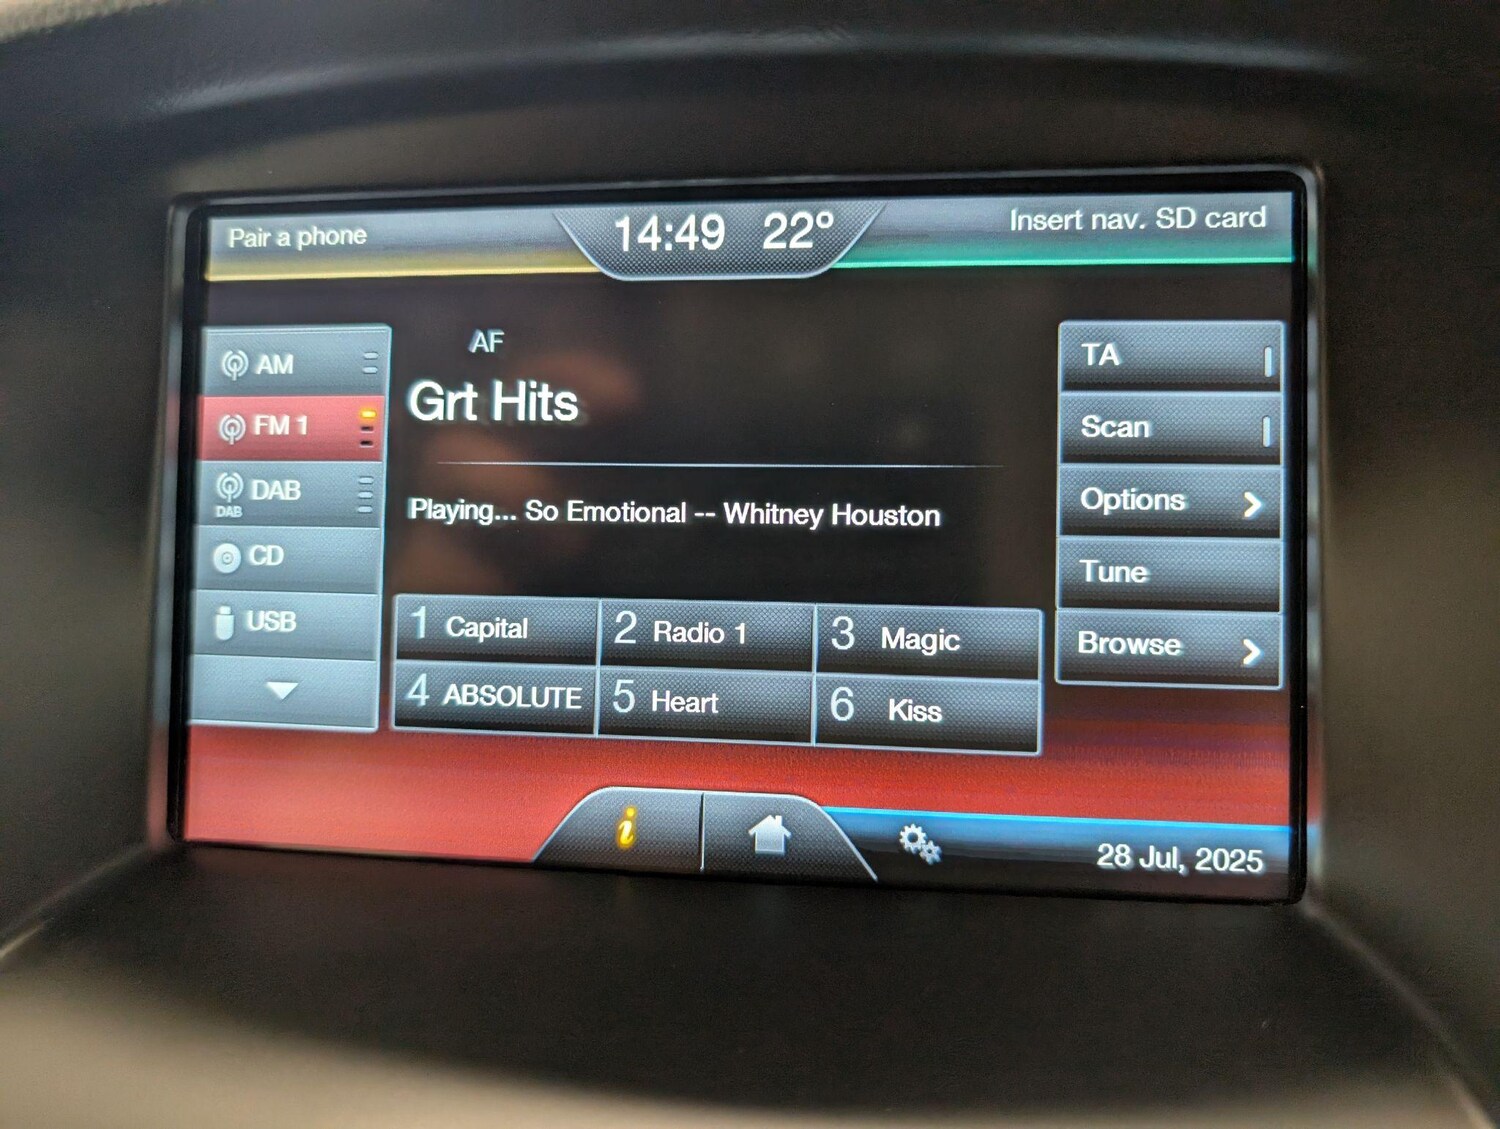 Pair a phone
14:49 22°
Insert nav. SD card
AM
FM 1
DAB
DAB
CD
USB
AF
Grt Hits
Playing... So Emotional -- Whitney Houston
1 Capital
2 Radio 1
3 Magic
4 ABSOLUTE
5 Heart
6 Kiss
TA
Scan
Options
Tune
Browse
i
28 Jul, 2025